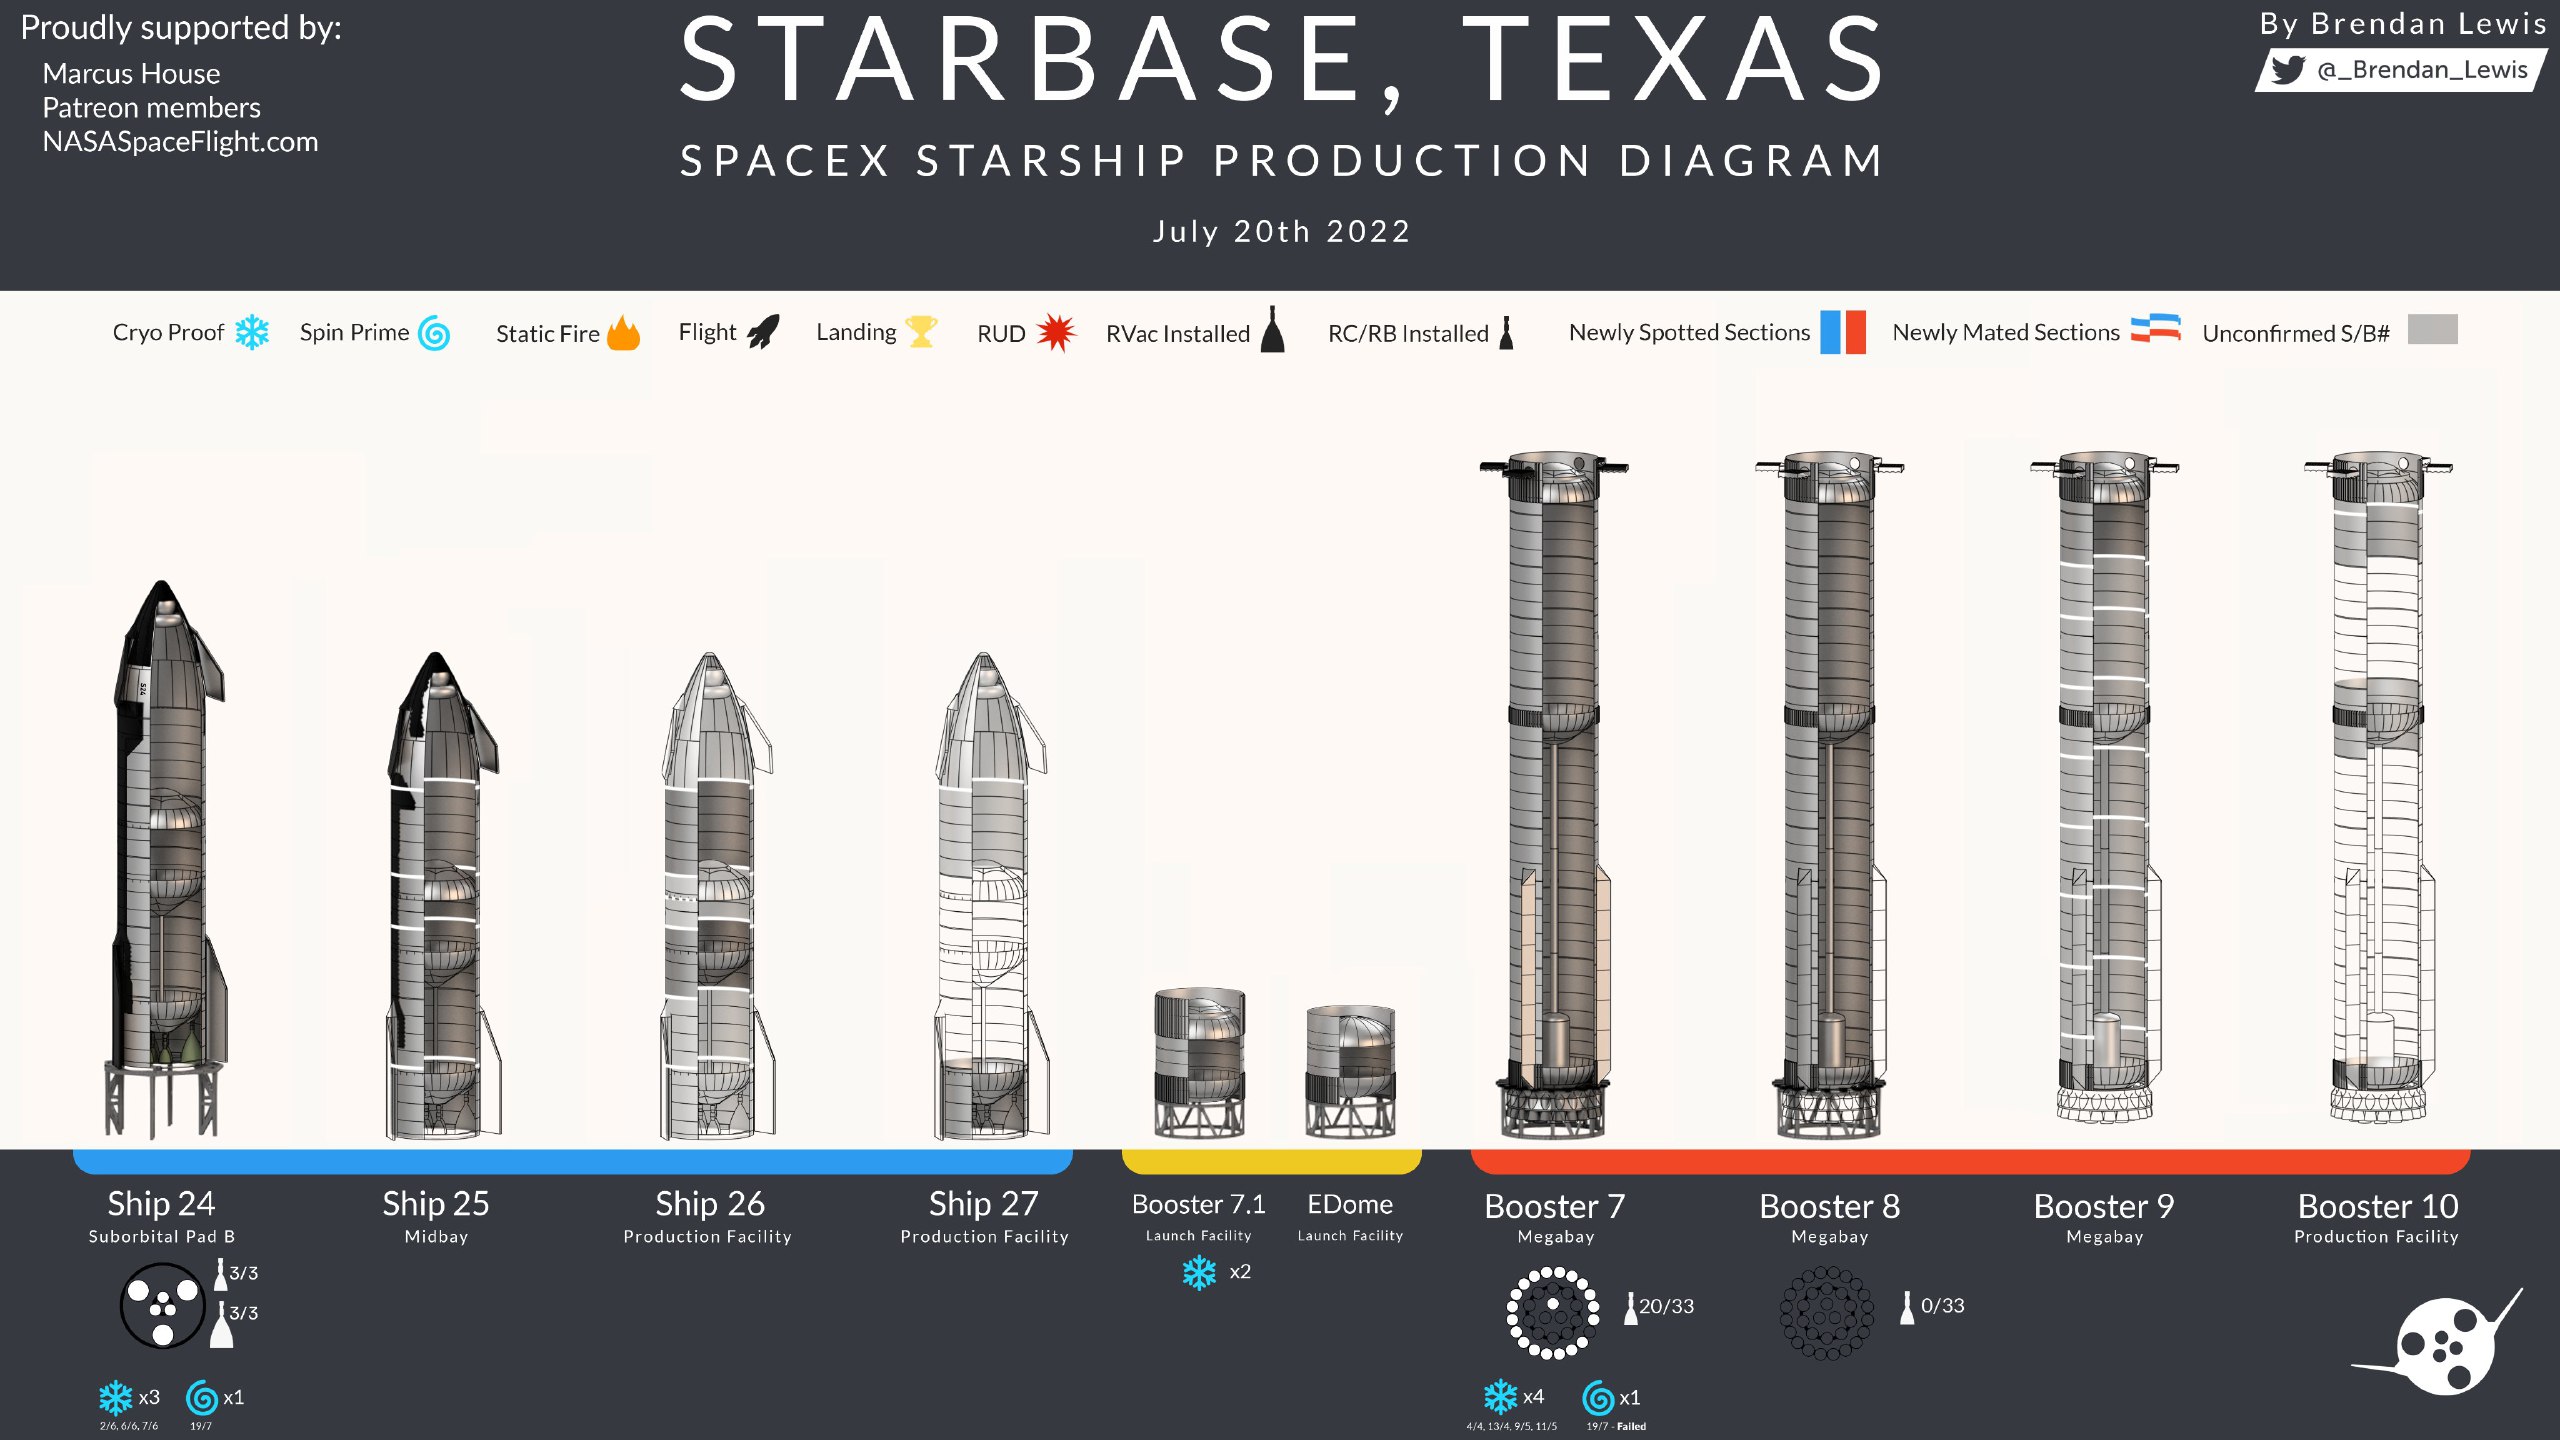 Proudly supported by:
Marcus House
Patreon members
NASASpaceFlight.com
STARBASE, TEXAS
SPACEX STARSHIP PRODUCTION DIAGRAM
July 20th 2022
By Brendan Lewis
@_Brendan_Lewis
Cryo Proof Spin Prime Static Fire Flight Landing RUD RVac Installed RC/RB Installed Newly Spotted Sections Newly Mated Sections Unconfirmed S/B#
S24
Ship 24
Suborbital Pad B
3/3
3/3
x3 x1
2/6, 6/6, 7/6 19/7
Ship 25
Midbay
Ship 26
Production Facility
Ship 27
Production Facility
Booster 7.1
Launch Facility
x2
EDome
Launch Facility
Booster 7
Megabay
20/33
x4 x1
4/4, 13/4, 9/5, 11/5 19/7 - Failed
Booster 8
Megabay
0/33
Booster 9
Megabay
Booster 10
Production Facility